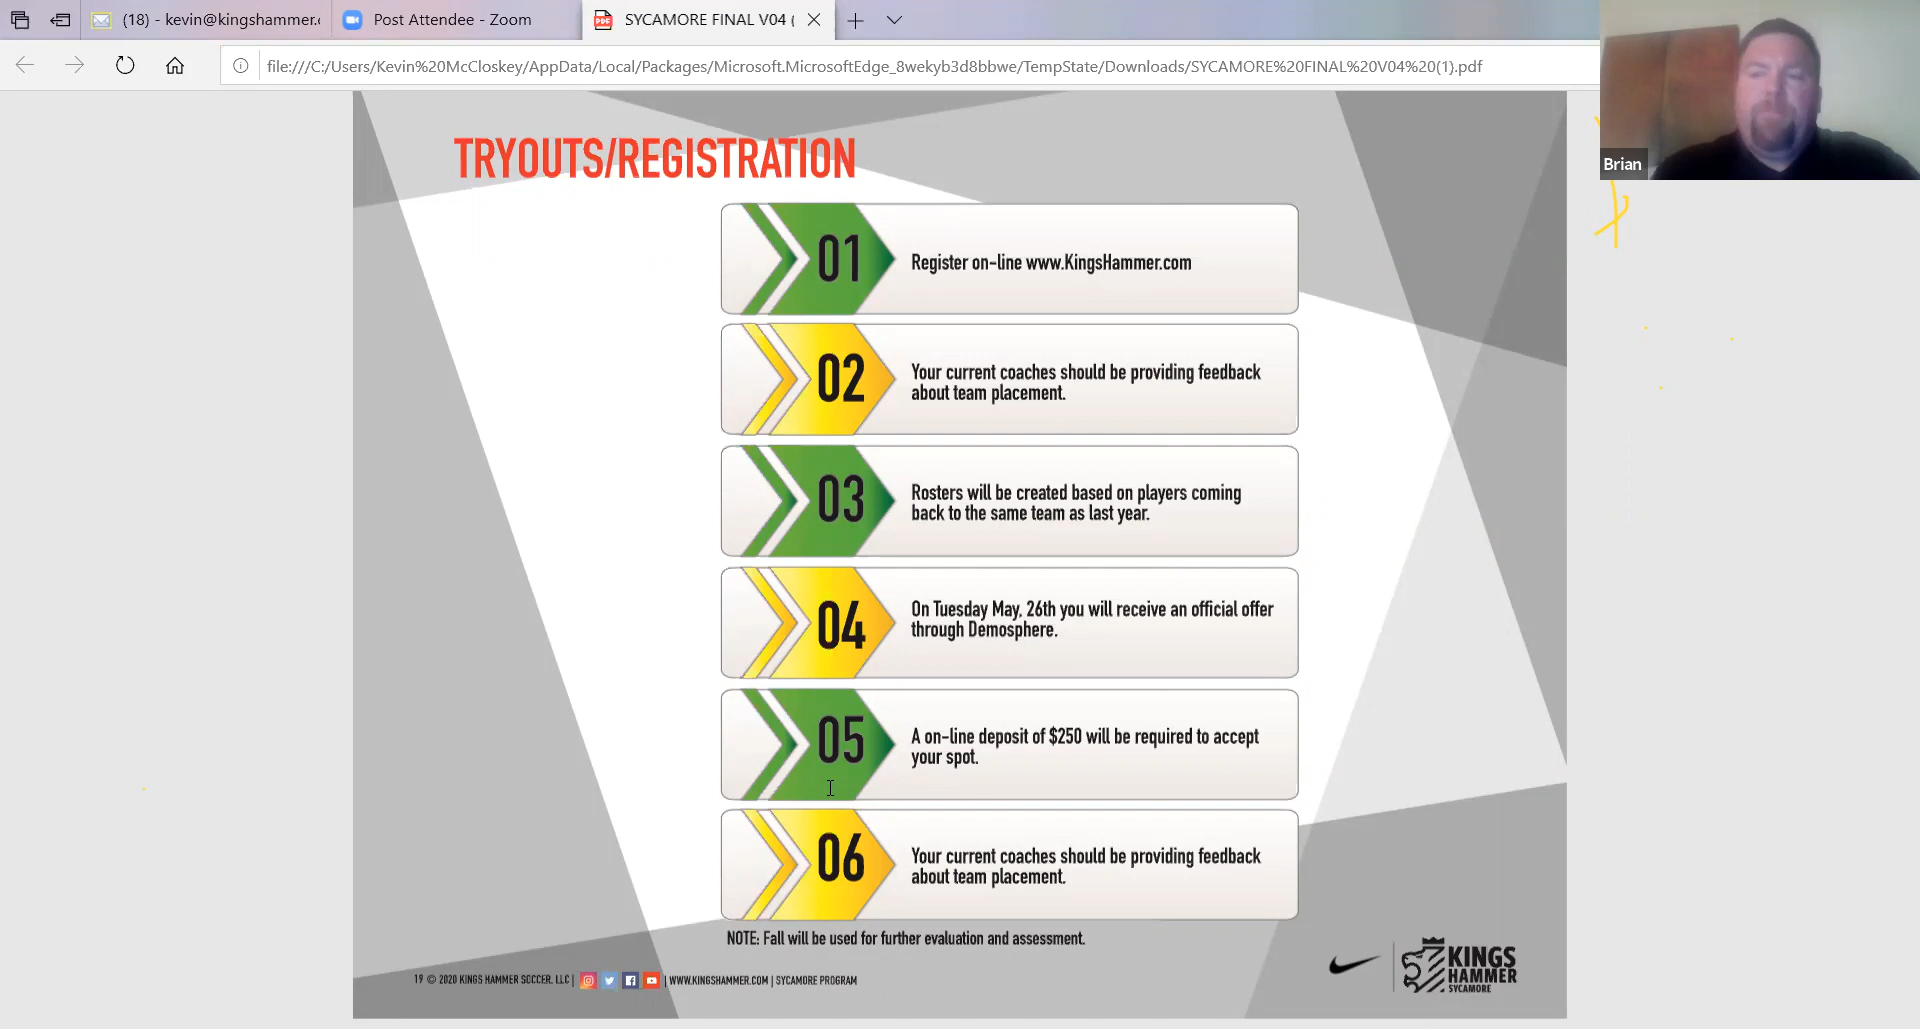 (18) - kevin@kingshammer.c
Post Attendee - Zoom
SYCAMORE FINAL V04 (
file:///C:/Users/Kevin%20McCloskey/AppData/Local/Packages/Microsoft.MicrosoftEdge_8wekyb3d8bbwe/TempState/Downloads/SYCAMORE%20FINAL%20V04%20(1).pdf
Brian
TRYOUTS/REGISTRATION
01
Register on-line www.KingsHammer.com
02
Your current coaches should be providing feedback
about team placement.
03
Rosters will be created based on players coming
back to the same team as last year.
04
On Tuesday May, 26th you will receive an official offer
through Demosphere.
05
A on-line deposit of $250 will be required to accept
your spot.
06
Your current coaches should be providing feedback
about team placement.
NOTE: Fall will be used for further evaluation and assessment.
19 © 2020 KINGS HAMMER SOCCER, LLC | | WWW.KINGSHAMMER.COM | SYCAMORE PROGRAM
KINGS
HAMMER
SYCAMORE